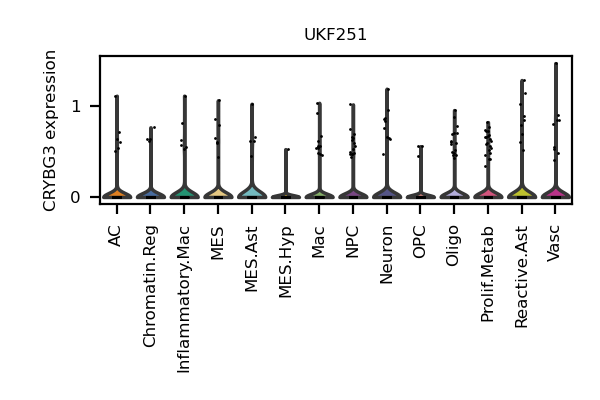 UKF251
CRYBG3 expression
1
0
AC
Chromatin.Reg
Inflammatory.Mac
MES
MES.Ast
MES.Hyp
Mac
NPC
Neuron
OPC
Oligo
Prolif.Metab
Reactive.Ast
Vasc